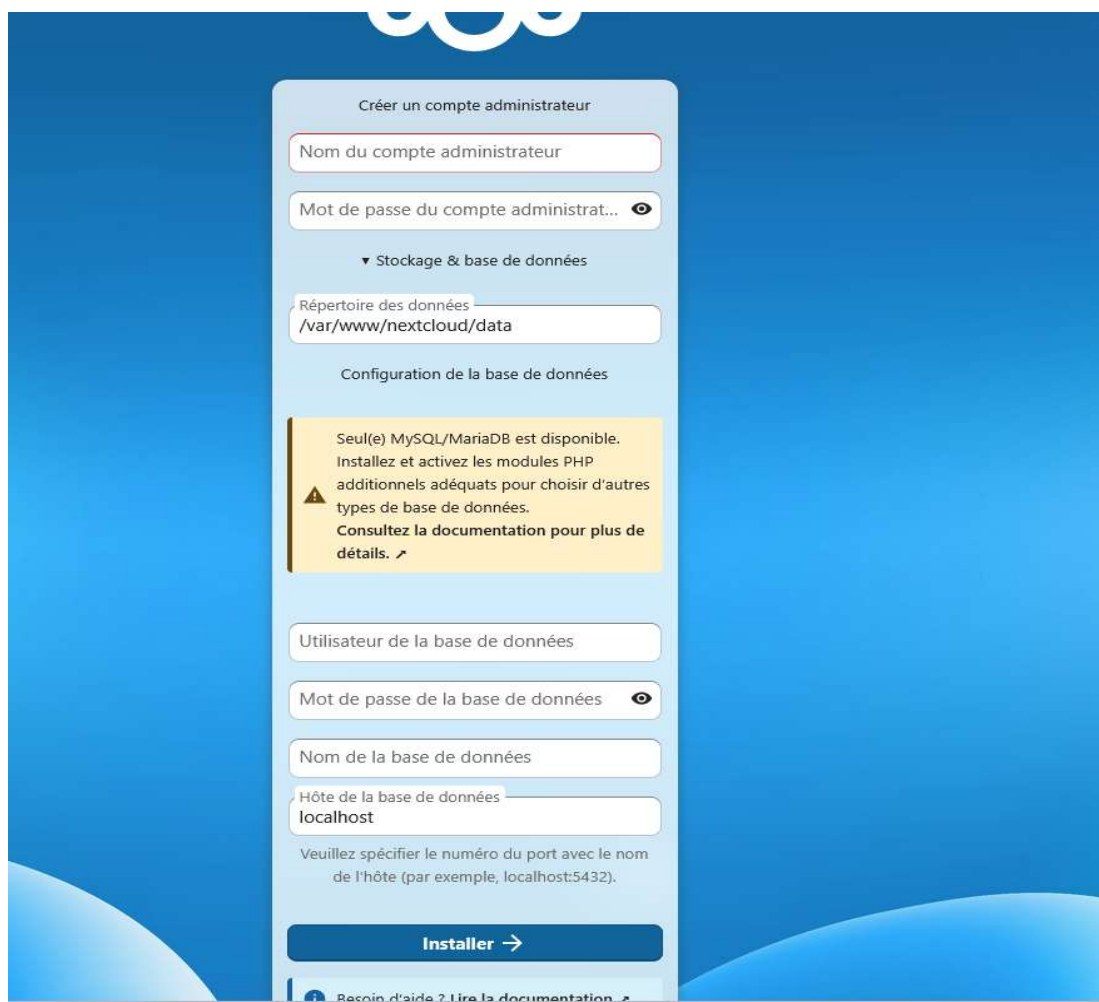 Créer un compte administrateur
Nom du compte administrateur
Mot de passe du compte administrat...
▾ Stockage & base de données
Répertoire des données
/var/www/nextcloud/data
Configuration de la base de données
Seul(e) MySQL/MariaDB est disponible.
Installez et activez les modules PHP
additionnels adéquats pour choisir d'autres
types de base de données.
Consultez la documentation pour plus de
détails. ↗
Utilisateur de la base de données
Mot de passe de la base de données
Nom de la base de données
Hôte de la base de données
localhost
Veuillez spécifier le numéro du port avec le nom
de l'hôte (par exemple, localhost:5432).
Installer →
Besoin d'aide ? Lire la documentation ↗